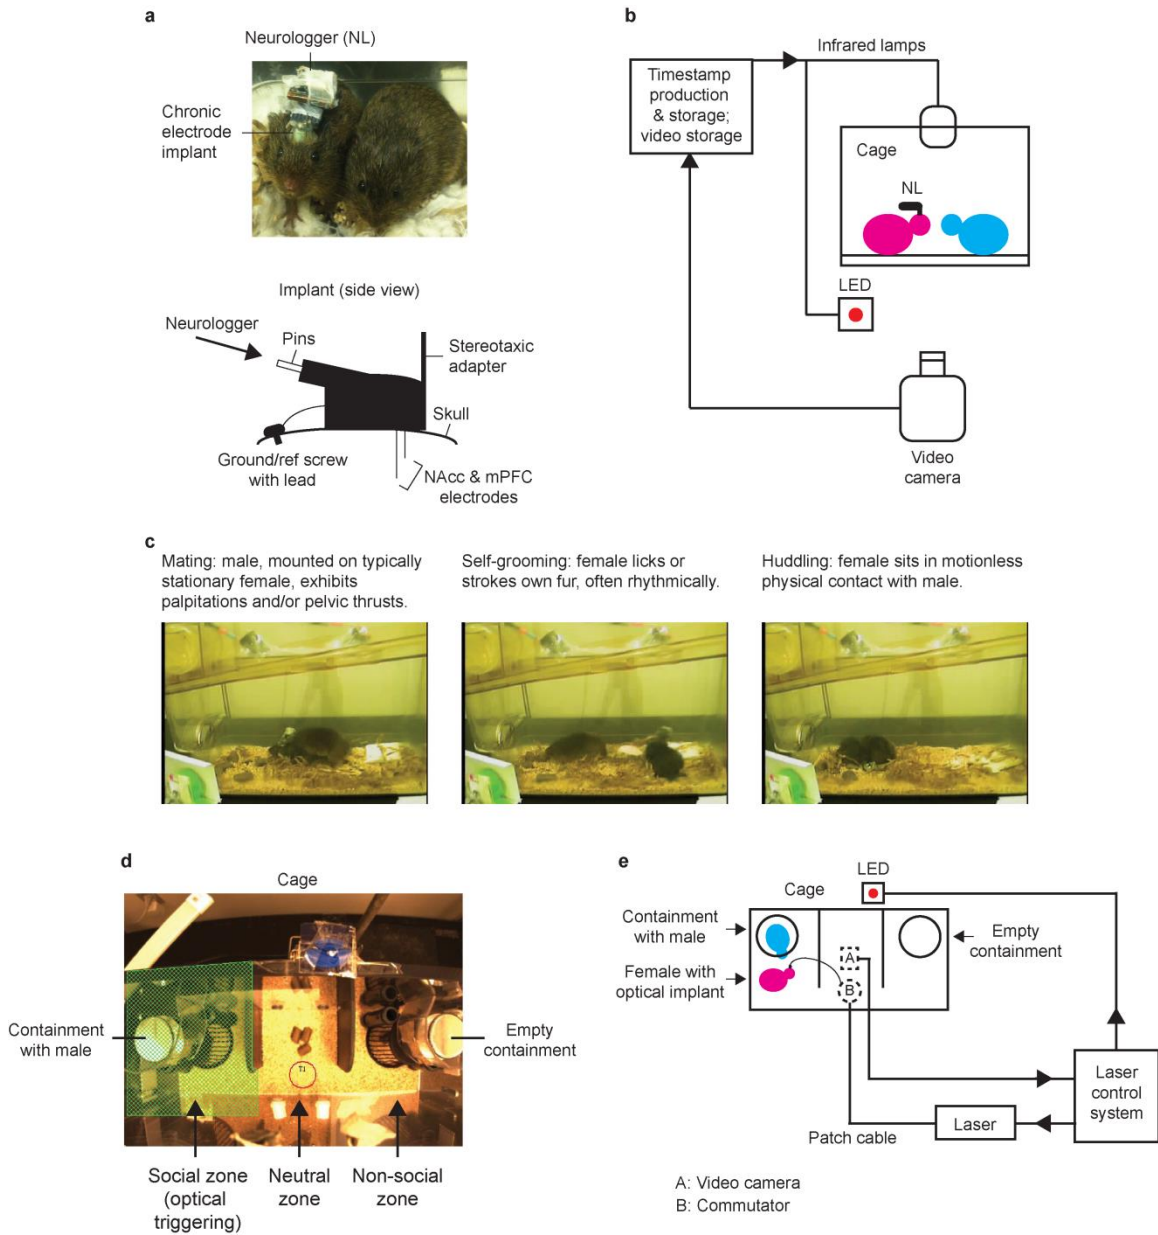 a
Neurologger (NL)
Chronic
electrode
implant
Implant (side view)
Neurologger
Pins
Stereotaxic
adapter
Skull
Ground/ref screw
with lead
NAcc & mPFC
electrodes
b
Infrared lamps
Timestamp
production
& storage;
video storage
Cage
NL
LED
Video
camera
c
Mating: male, mounted on typically
stationary female, exhibits
palpitations and/or pelvic thrusts.
Self-grooming: female licks or
strokes own fur, often rhythmically.
Huddling: female sits in motionless
physical contact with male.
d
Cage
Containment
with male
Empty
containment
Social zone
(optical
triggering)
Neutral
zone
Non-social
zone
e
LED
Cage
Containment
with male
Female with
optical implant
A
B
Empty
containment
Laser
control
system
Laser
Patch cable
A: Video camera
B: Commutator